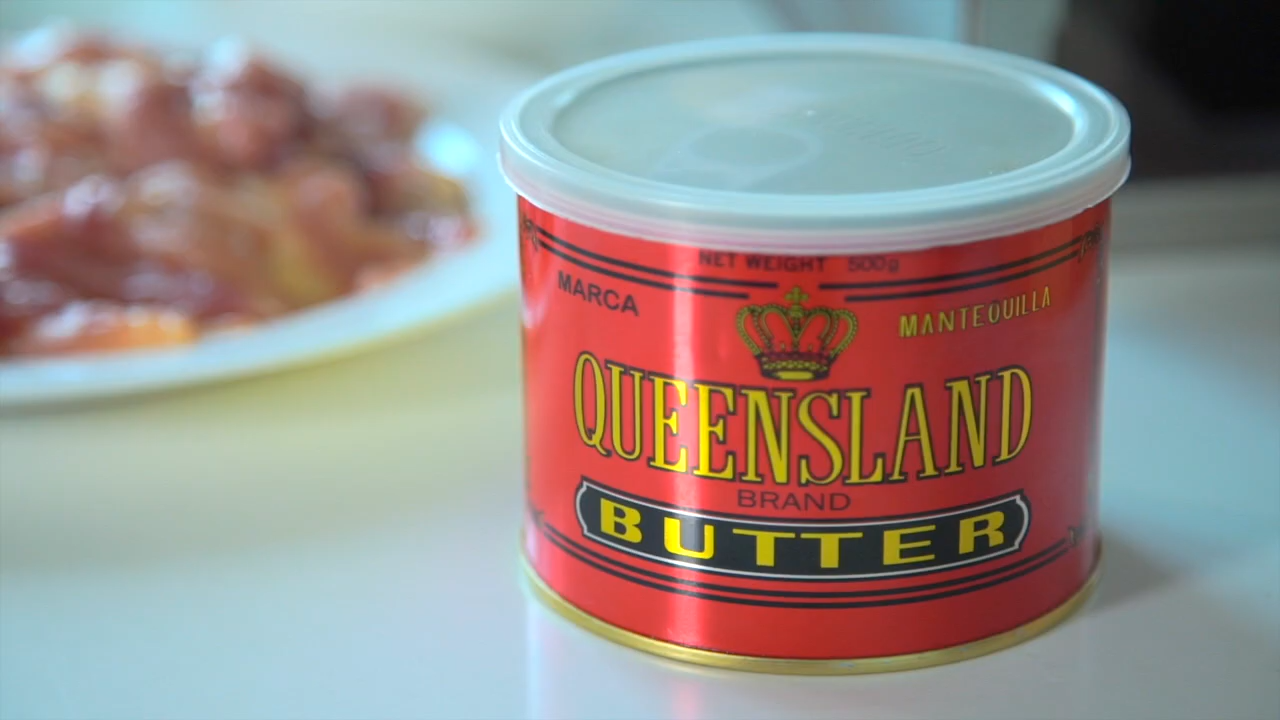 NET WEIGHT 500g
MARCA
MANTEQUILLA
QUEENSLAND
BRAND
BUTTER